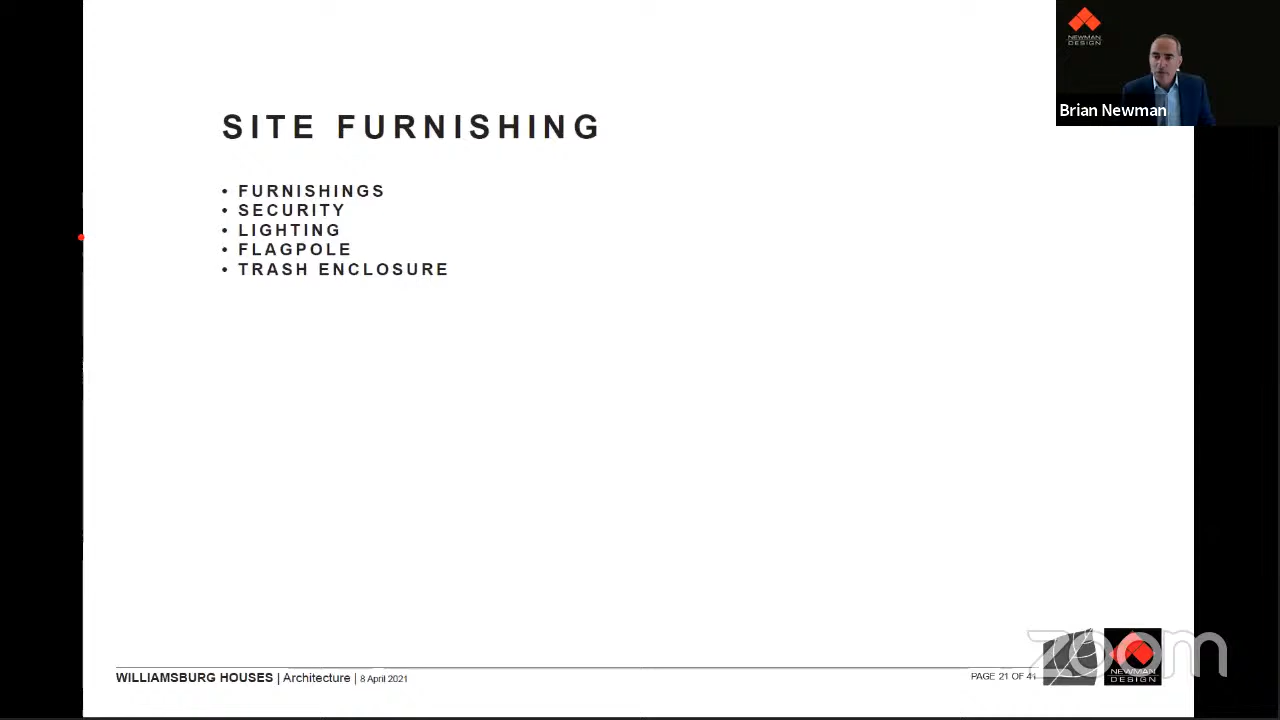 NEWMAN
DESIGN
Brian Newman
SITE FURNISHING
• FURNISHINGS
• SECURITY
• LIGHTING
• FLAGPOLE
• TRASH ENCLOSURE
WILLIAMSBURG HOUSES | Architecture | 8 April 2021
PAGE 21 OF 41
zoom
NEWMAN
DESIGN